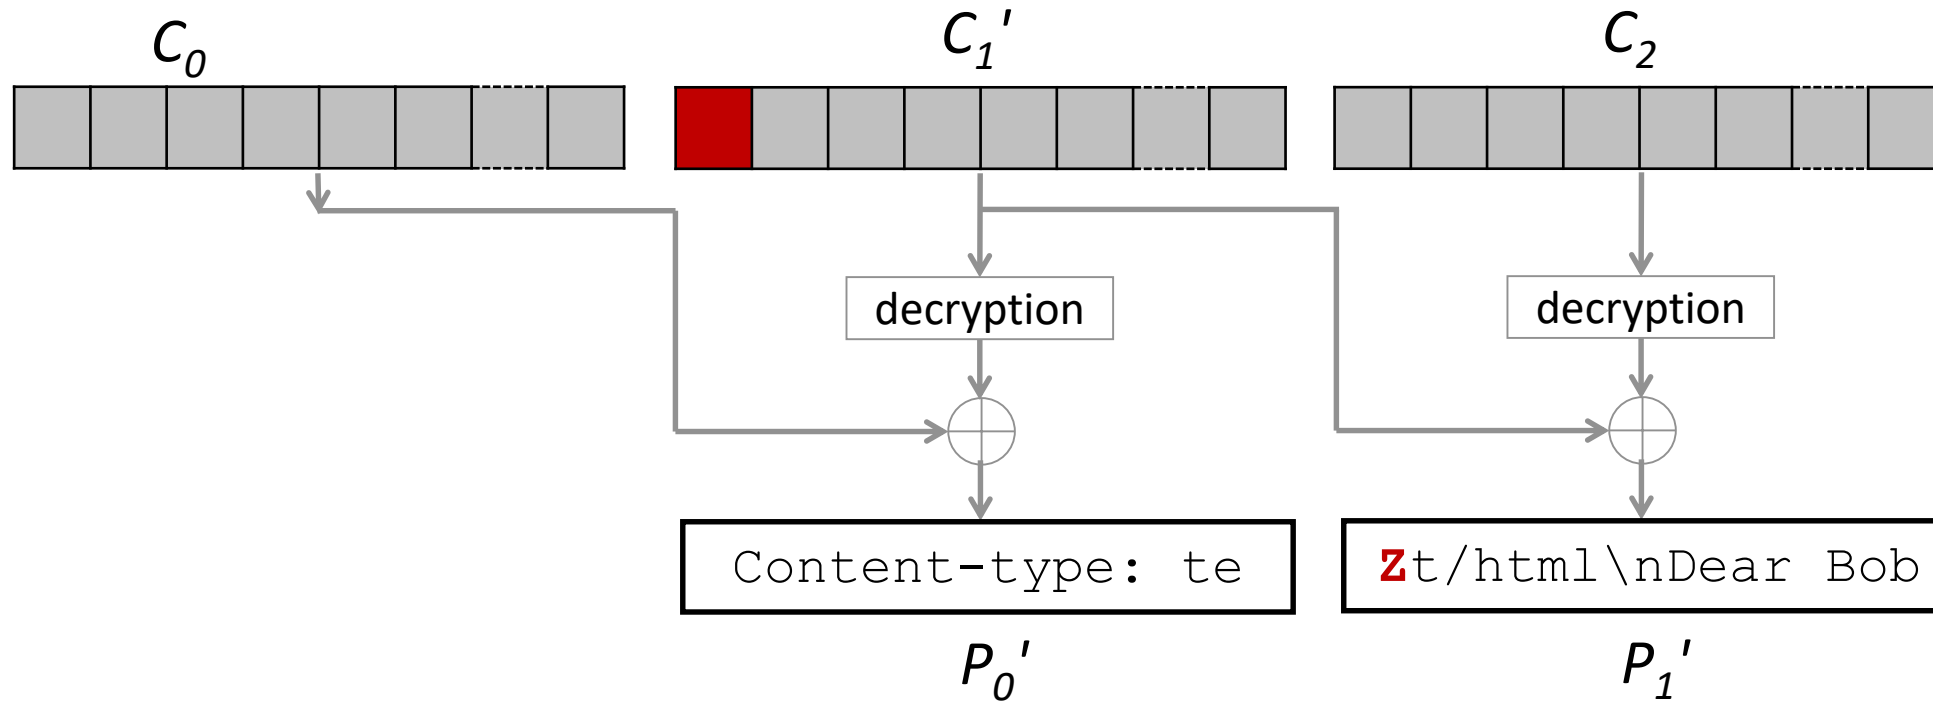 C₀ C₁' C₂
decryption decryption
Content-type: te zt/html\nDear Bob
P₀' P₁'